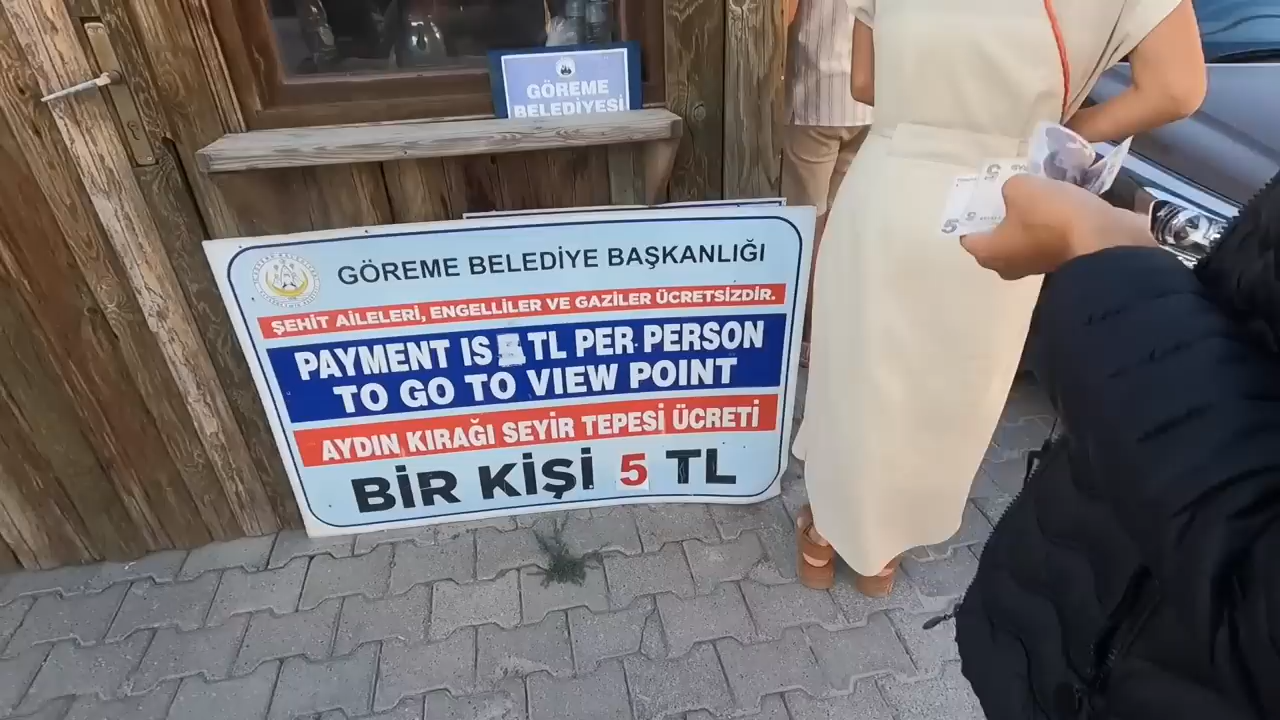 GÖREME
BELEDİYESİ
GÖREME BELEDİYE BAŞKANLIĞI
ŞEHİT AİLELERİ, ENGELLİLER VE GAZİLER ÜCRETSİZDİR.
PAYMENT IS TL PER PERSON
TO GO TO VIEW POINT
AYDIN KIRAĞI SEYİR TEPESİ ÜCRETİ
BİR KİŞİ 5 TL
5
5